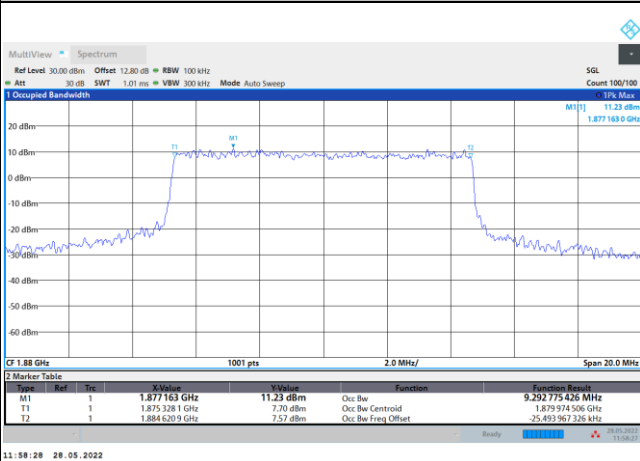 MultiView Spectrum
Ref Level 30.00 dBm Offset 12.80 dB RBW 100 kHz SGL
Att 30 dB SWT 1.01 ms VBW 300 kHz Mode Auto Sweep Count 100/100
1 Occupied Bandwidth 1Pk Max
M1[1] 11.23 dBm
1.877 163 0 GHz
20 dBm
M1
T1 T2
10 dBm
0 dBm
-10 dBm
-20 dBm
-30 dBm
-40 dBm
-50 dBm
-60 dBm
CF 1.88 GHz 1001 pts 2.0 MHz/ Span 20.0 MHz
2 Marker Table
Type Ref Trc X-Value Y-Value Function Function Result
M1 1 1.877 163 GHz 11.23 dBm Occ Bw 9.292 775 426 MHz
T1 1 1.875 328 1 GHz 7.70 dBm Occ Bw Centroid 1.879 974 506 GHz
T2 1 1.884 620 9 GHz 7.57 dBm Occ Bw Freq Offset -25.493 967 326 kHz
Ready 28.05.2022
11:58:27
11:58:28 28.05.2022